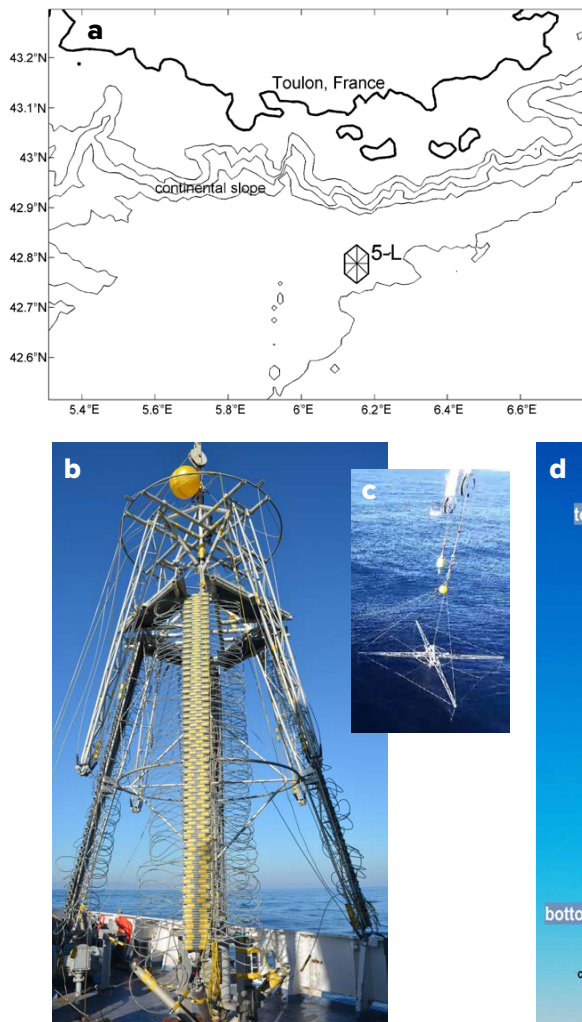 a
43.2°N
Toulon, France
43.1°N
43°N
continental slope
42.9°N
5-L
42.8°N
42.7°N
42.6°N
5.4°E 5.6°E 5.8°E 6°E 6.2°E 6.4°E 6.6°E
b
c
d